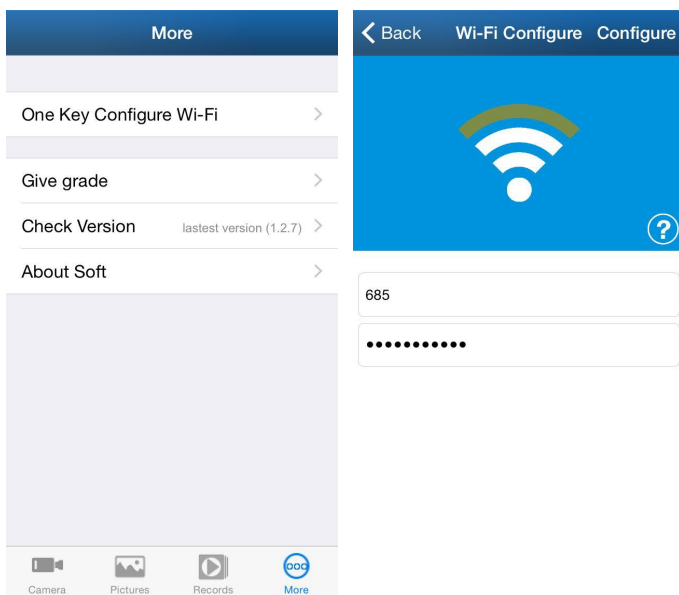 More
One Key Configure Wi-Fi
Give grade
Check Version lastest version (1.2.7)
About Soft
Camera Pictures Records More
Back Wi-Fi Configure Configure
?
685
•••••••••••